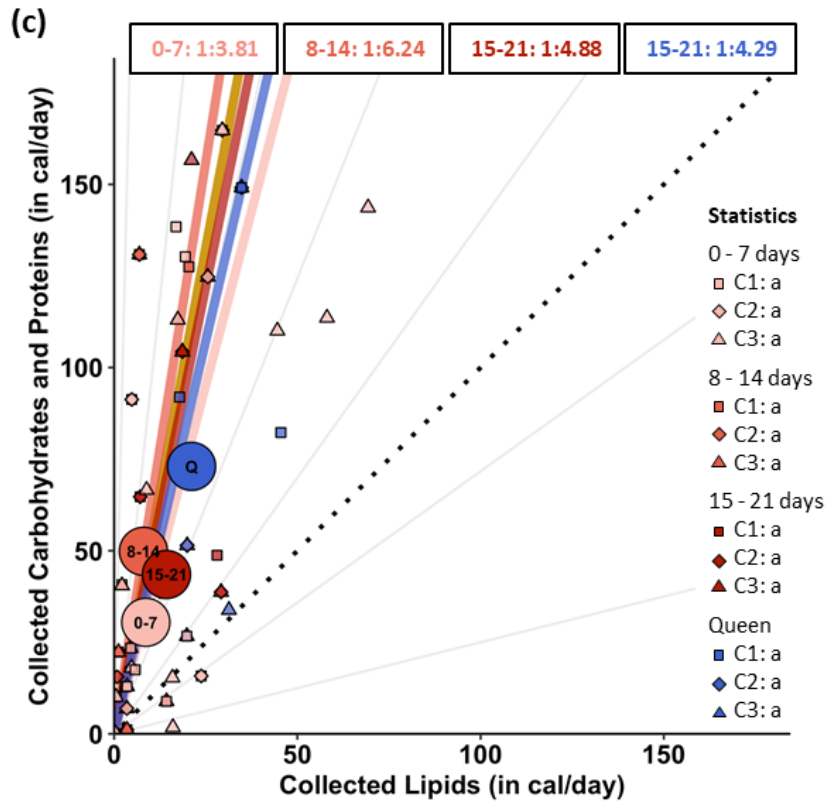 (c)
0-7: 1:3.81
8-14: 1:6.24
15-21: 1:4.88
15-21: 1:4.29
Collected Carbohydrates and Proteins (in cal/day)
150
100
50
0
Q
8-14
15-21
0-7
Statistics
0 - 7 days
C1: a
C2: a
C3: a
8 - 14 days
C1: a
C2: a
C3: a
15 - 21 days
C1: a
C2: a
C3: a
Queen
C1: a
C2: a
C3: a
0
50
100
150
Collected Lipids (in cal/day)